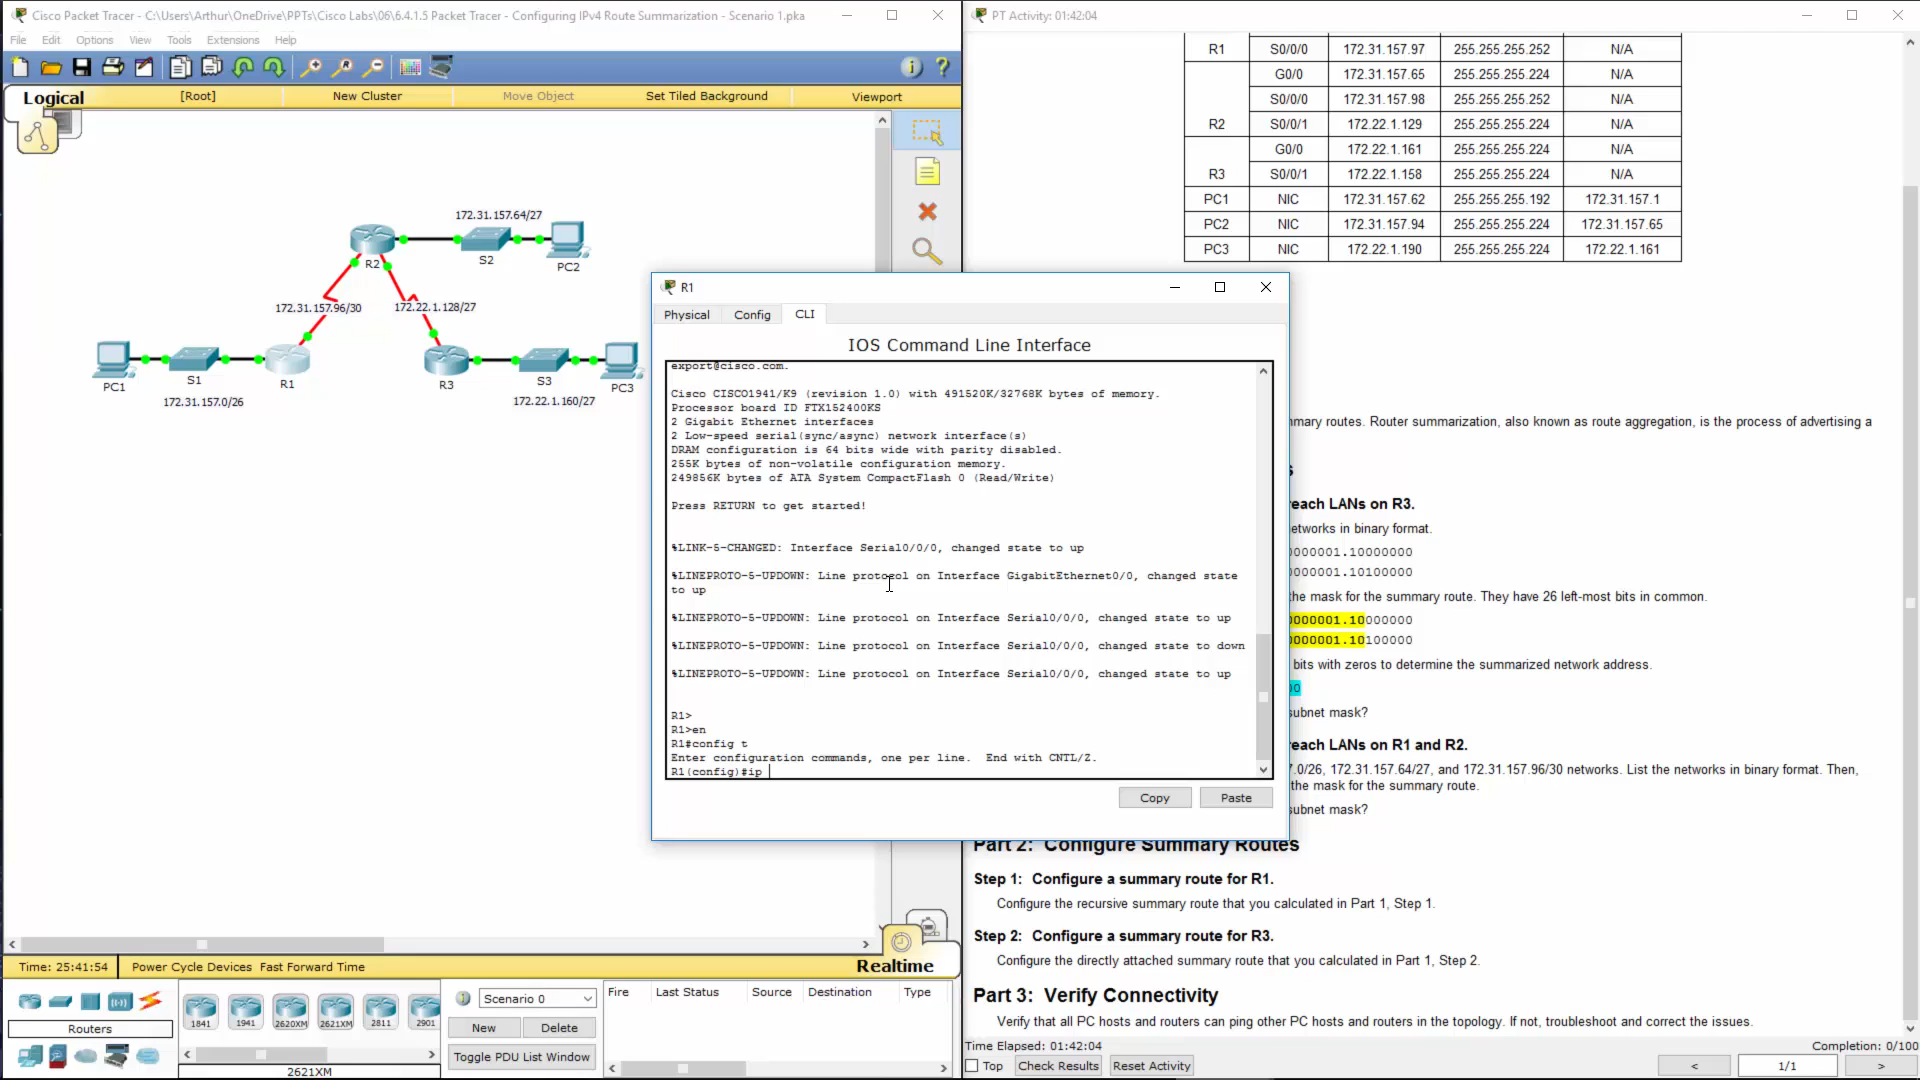 Cisco Packet Tracer - C:\Users\Arthur\OneDrive\PPTs\Cisco Labs\06\6.4.1.5 Packet Tracer - Configuring IPv4 Route Summarization - Scenario 1.pka
File Edit Options View Tools Extensions Help
Logical [Root] New Cluster Move Object Set Tiled Background Viewport
172.31.157.64/27
R2
S2
PC2
172.31.157.96/30
172.22.1.128/27
PC1
S1
R1
R3
S3
PC3
172.31.157.0/26
172.22.1.160/27
R1
Physical Config CLI
IOS Command Line Interface
export@cisco.com.
Cisco CISCO1941/K9 (revision 1.0) with 491520K/32768K bytes of memory.
Processor board ID FTX152400KS
2 Gigabit Ethernet interfaces
2 Low-speed serial(sync/async) network interface(s)
DRAM configuration is 64 bits wide with parity disabled.
255K bytes of non-volatile configuration memory.
249856K bytes of ATA System CompactFlash 0 (Read/Write)
Press RETURN to get started!
%LINK-5-CHANGED: Interface Serial0/0/0, changed state to up
%LINEPROTO-5-UPDOWN: Line protocol on Interface GigabitEthernet0/0, changed state
to up
%LINEPROTO-5-UPDOWN: Line protocol on Interface Serial0/0/0, changed state to up
%LINEPROTO-5-UPDOWN: Line protocol on Interface Serial0/0/0, changed state to down
%LINEPROTO-5-UPDOWN: Line protocol on Interface Serial0/0/0, changed state to up
R1>
R1>en
R1#config t
Enter configuration commands, one per line. End with CNTL/Z.
R1(config)#ip
Copy Paste
Time: 25:41:54 Power Cycle Devices Fast Forward Time
Realtime
Routers
1841 1941 2620XM 2621XM 2811 2901
2621XM
Scenario 0
New Delete
Toggle PDU List Window
Fire Last Status Source Destination Type
PT Activity: 01:42:04
R1 S0/0/0 172.31.157.97 255.255.255.252 N/A
G0/0 172.31.157.65 255.255.255.224 N/A
S0/0/0 172.31.157.98 255.255.255.252 N/A
R2 S0/0/1 172.22.1.129 255.255.255.224 N/A
G0/0 172.22.1.161 255.255.255.224 N/A
R3 S0/0/1 172.22.1.158 255.255.255.224 N/A
PC1 NIC 172.31.157.62 255.255.255.192 172.31.157.1
PC2 NIC 172.31.157.94 255.255.255.224 172.31.157.65
PC3 NIC 172.22.1.190 255.255.255.224 172.22.1.161
mary routes. Router summarization, also known as route aggregation, is the process of advertising a
s
each LANs on R3.
etworks in binary format.
0000001.10000000
0000001.10100000
the mask for the summary route. They have 26 left-most bits in common.
0000001.10000000
0000001.10100000
bits with zeros to determine the summarized network address.
00
subnet mask?
each LANs on R1 and R2.
7.0/26, 172.31.157.64/27, and 172.31.157.96/30 networks. List the networks in binary format. Then,
the mask for the summary route.
subnet mask?
Part 2: Configure Summary Routes
Step 1: Configure a summary route for R1.
Configure the recursive summary route that you calculated in Part 1, Step 1.
Step 2: Configure a summary route for R3.
Configure the directly attached summary route that you calculated in Part 1, Step 2.
Part 3: Verify Connectivity
Verify that all PC hosts and routers can ping other PC hosts and routers in the topology. If not, troubleshoot and correct the issues.
Time Elapsed: 01:42:04 Completion: 0/100
Top Check Results Reset Activity < 1/1 >